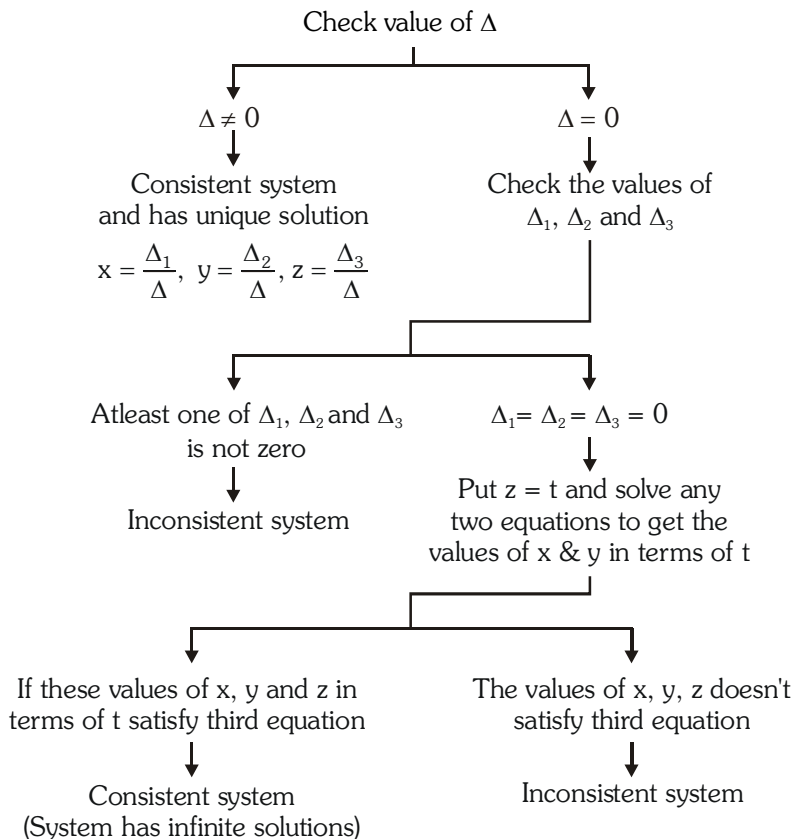 Check value of Δ
Δ ≠ 0
Δ = 0
Consistent system
and has unique solution
x = Δ₁/Δ, y = Δ₂/Δ, z = Δ₃/Δ
Check the values of
Δ₁, Δ₂ and Δ₃
Atleast one of Δ₁, Δ₂ and Δ₃
is not zero
Inconsistent system
Δ₁= Δ₂ = Δ₃ = 0
Put z = t and solve any
two equations to get the
values of x & y in terms of t
If these values of x, y and z in
terms of t satisfy third equation
Consistent system
(System has infinite solutions)
The values of x, y, z doesn't
satisfy third equation
Inconsistent system